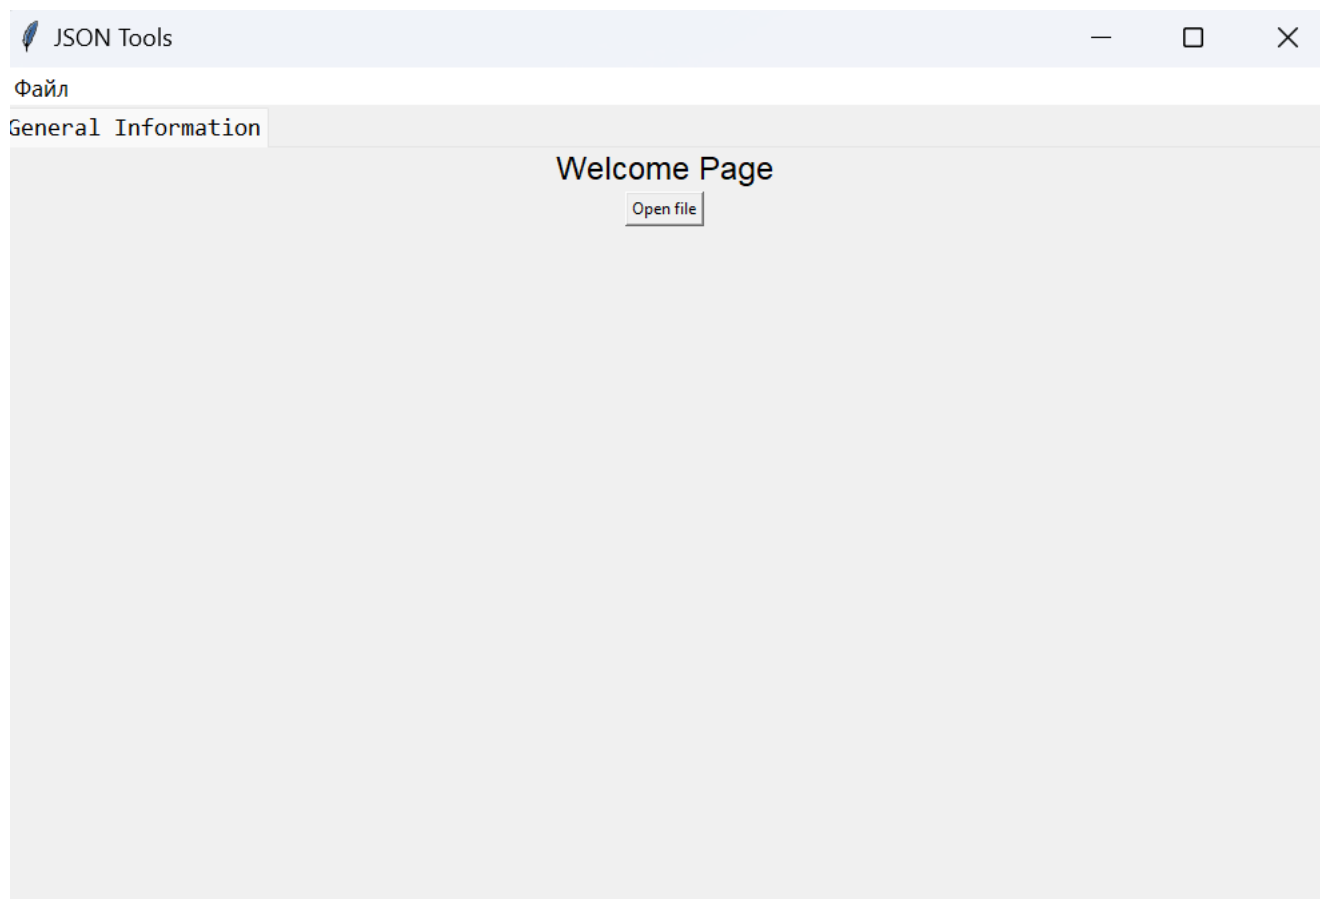 JSON Tools
Файл
General Information
Welcome Page
Open file